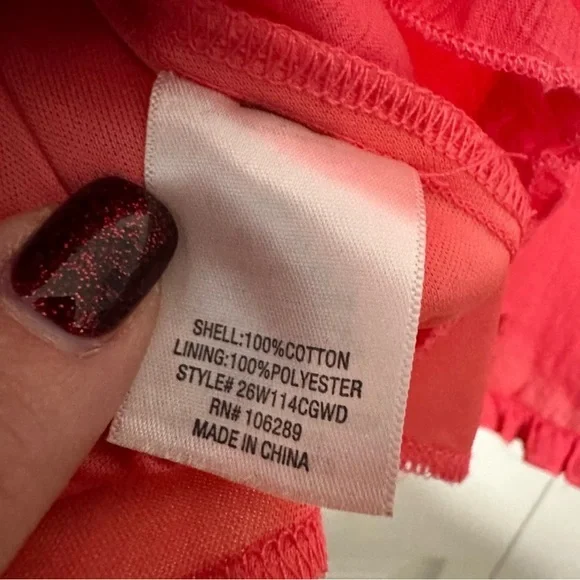 SHELL:100%COTTON
LINING:100%POLYESTER
STYLE# 26W114CGWD
RN# 106289
MADE IN CHINA